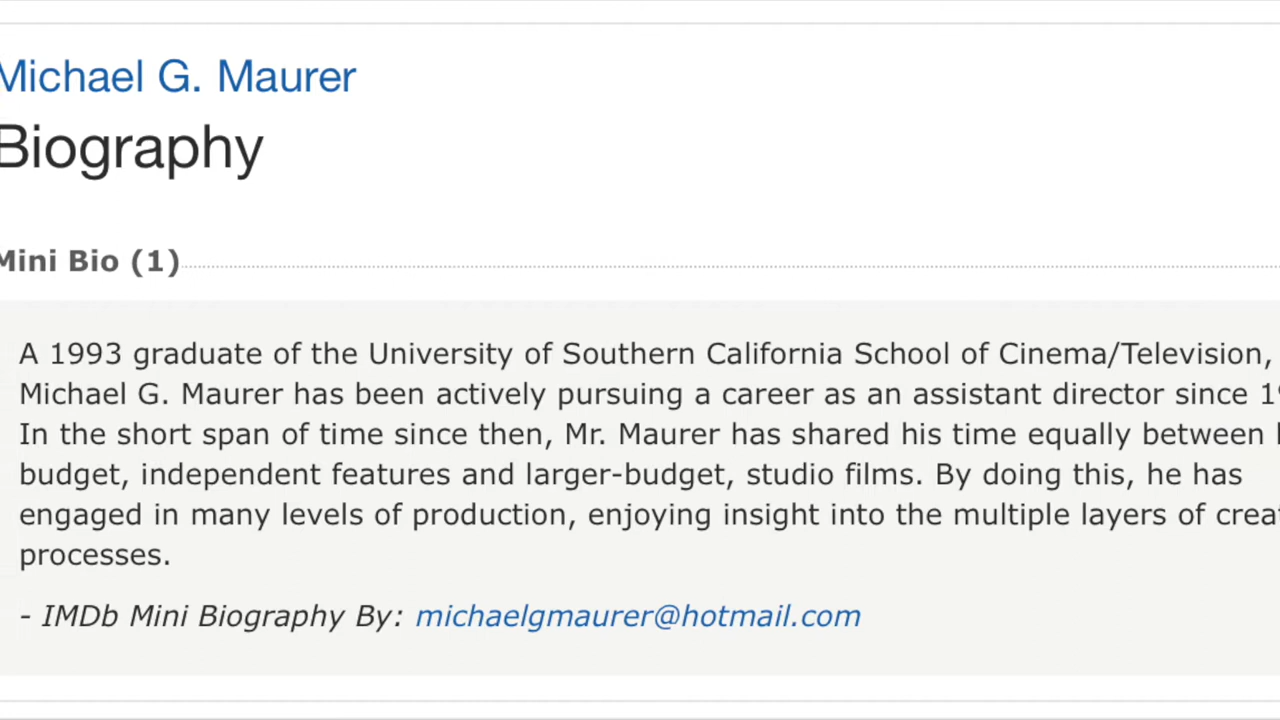 Michael G. Maurer
Biography
Mini Bio (1)
A 1993 graduate of the University of Southern California School of Cinema/Television,
Michael G. Maurer has been actively pursuing a career as an assistant director since
In the short span of time since then, Mr. Maurer has shared his time equally between
budget, independent features and larger-budget, studio films. By doing this, he has
engaged in many levels of production, enjoying insight into the multiple layers of
processes.
- IMDb Mini Biography By: michaelgmaurer@hotmail.com